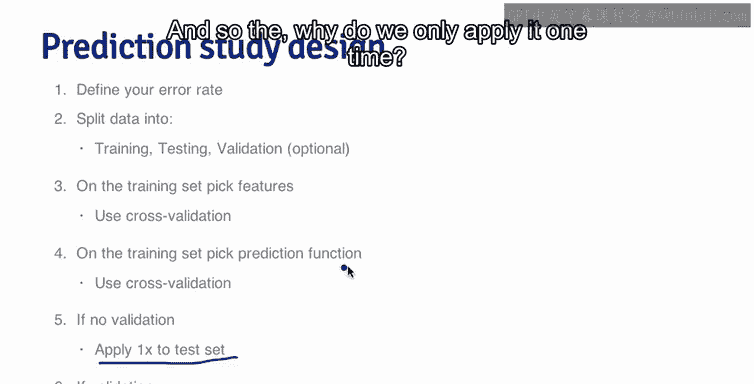 And so the, why do we only apply it one
time?
Prediction study design
1. Define your error rate
2. Split data into:
· Training, Testing, Validation (optional)
3. On the training set pick features
· Use cross-validation
4. On the training set pick prediction function
· Use cross-validation
5. If no validation
· Apply 1x to test set
6. If validation